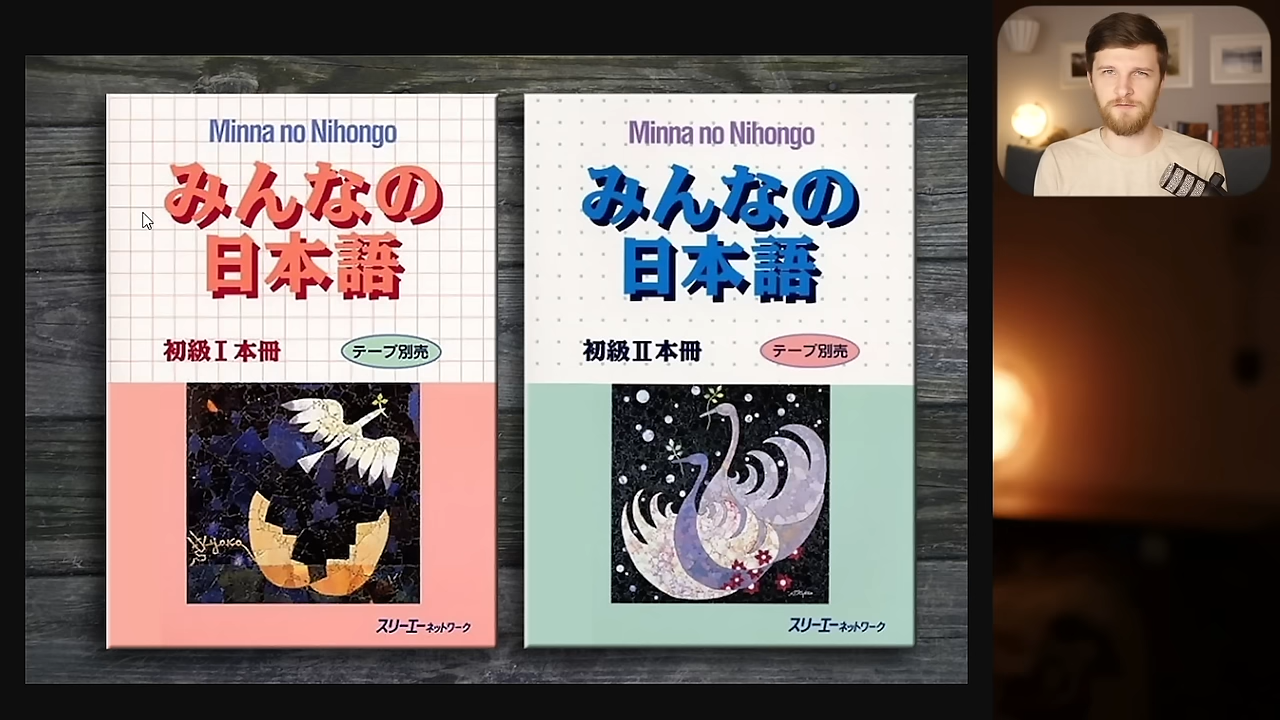 Minna no Nihongo
みんなの
日本語
初級Ⅰ本冊
テープ別売
スリーエーネットワーク
Minna no Nihongo
みんなの
日本語
初級Ⅱ本冊
テープ別売
スリーエーネットワーク